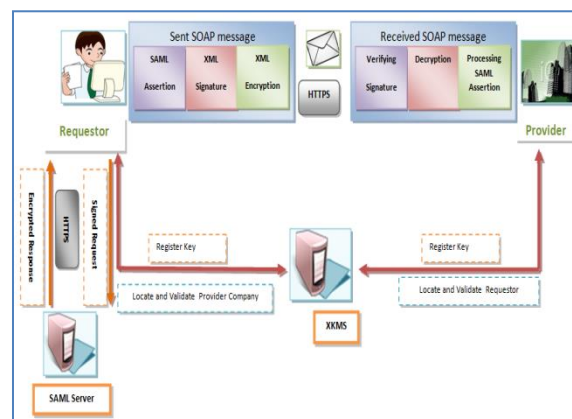 Sent SOAP message
Received SOAP message
SAML
Assertion
XML
Signature
XML
Encryption
HTTPS
Verifying
Signature
Decryption
Processing
SAML
Assertion
Requestor
Provider
Encrypted Response
HTTPS
Signed Request
Register Key
Register Key
Locate and Validate Provider Company
Locate and Validate Requestor
XKMS
SAML Server